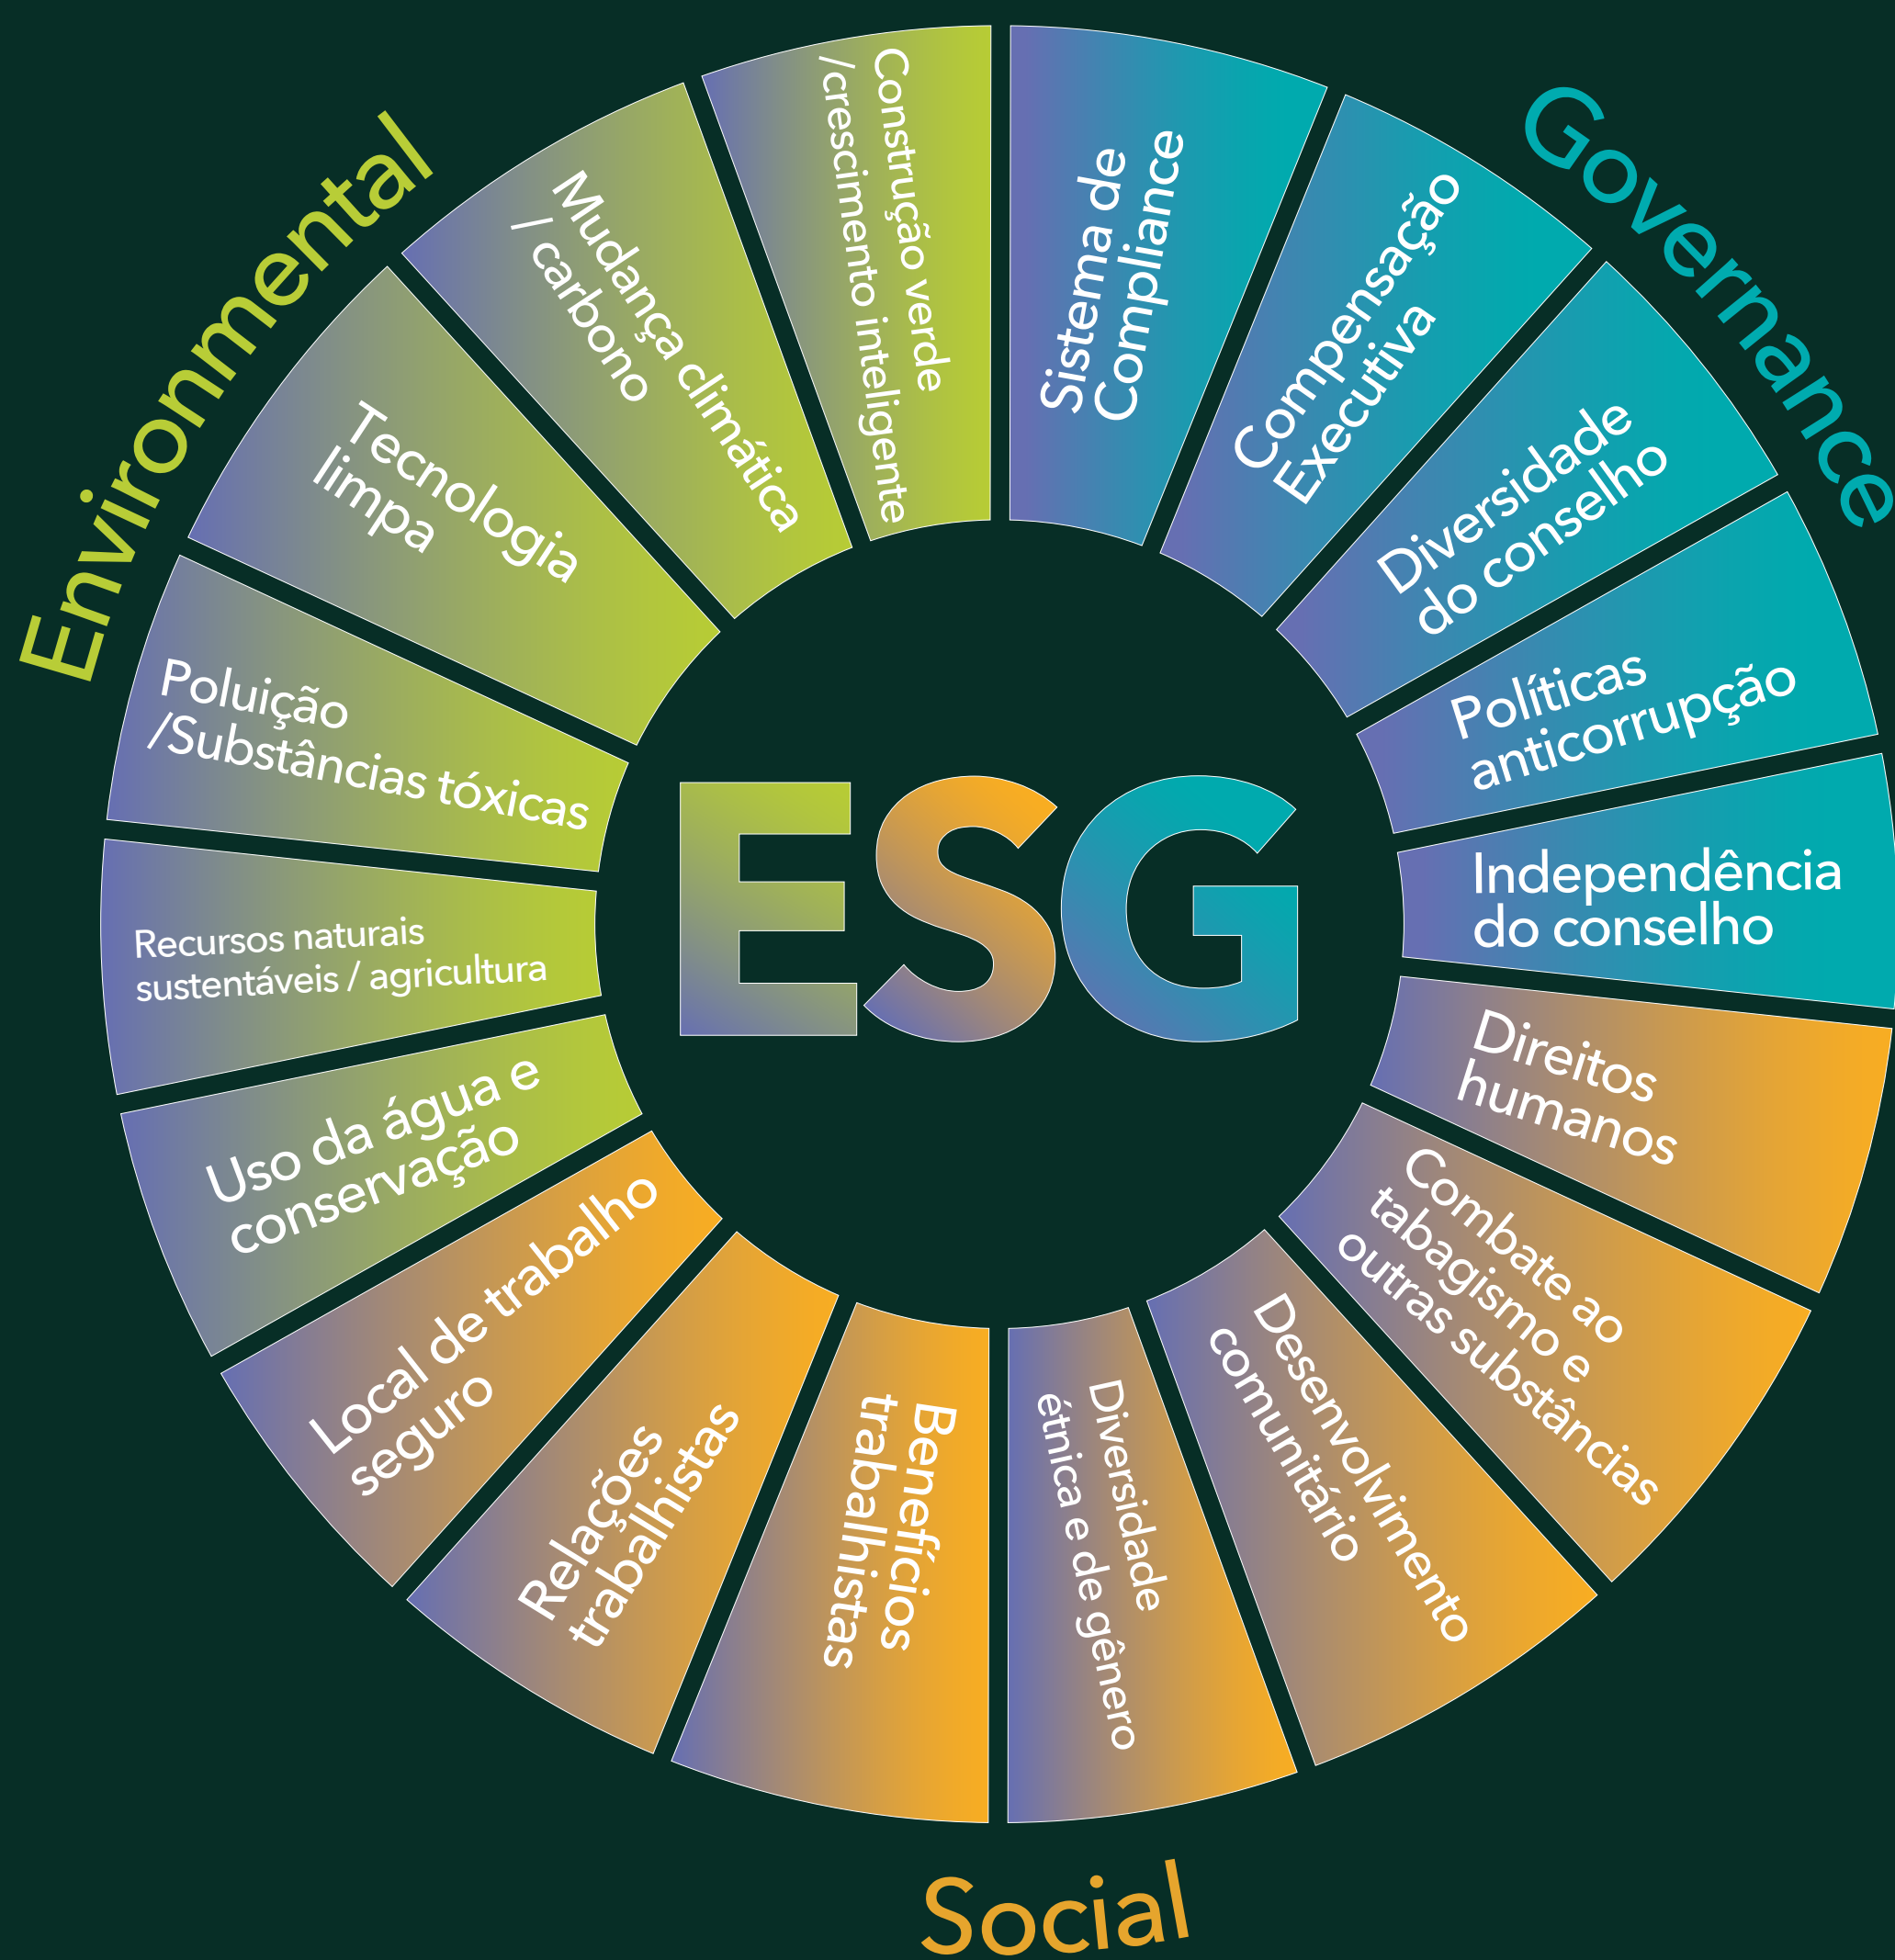 Environmental
Governance
Social
ESG
Sistema de
Compliance
Compensação
Executiva
Diversidade
do conselho
Políticas
anticorrupção
Independência
do conselho
Direitos
humanos
Combate ao
tabagismo e
outras substâncias
Desenvolvimento
comunitário
Diversidade
étnica e de gênero
Benefícios
trabalhistas
Relações
trabalhistas
Local de trabalho
seguro
Uso da água e
conservação
Recursos naturais
sustentáveis / agricultura
Poluição
/Substâncias tóxicas
Tecnologia
limpa
Mudança climática
/ carbono
Construção verde
/crescimento inteligente